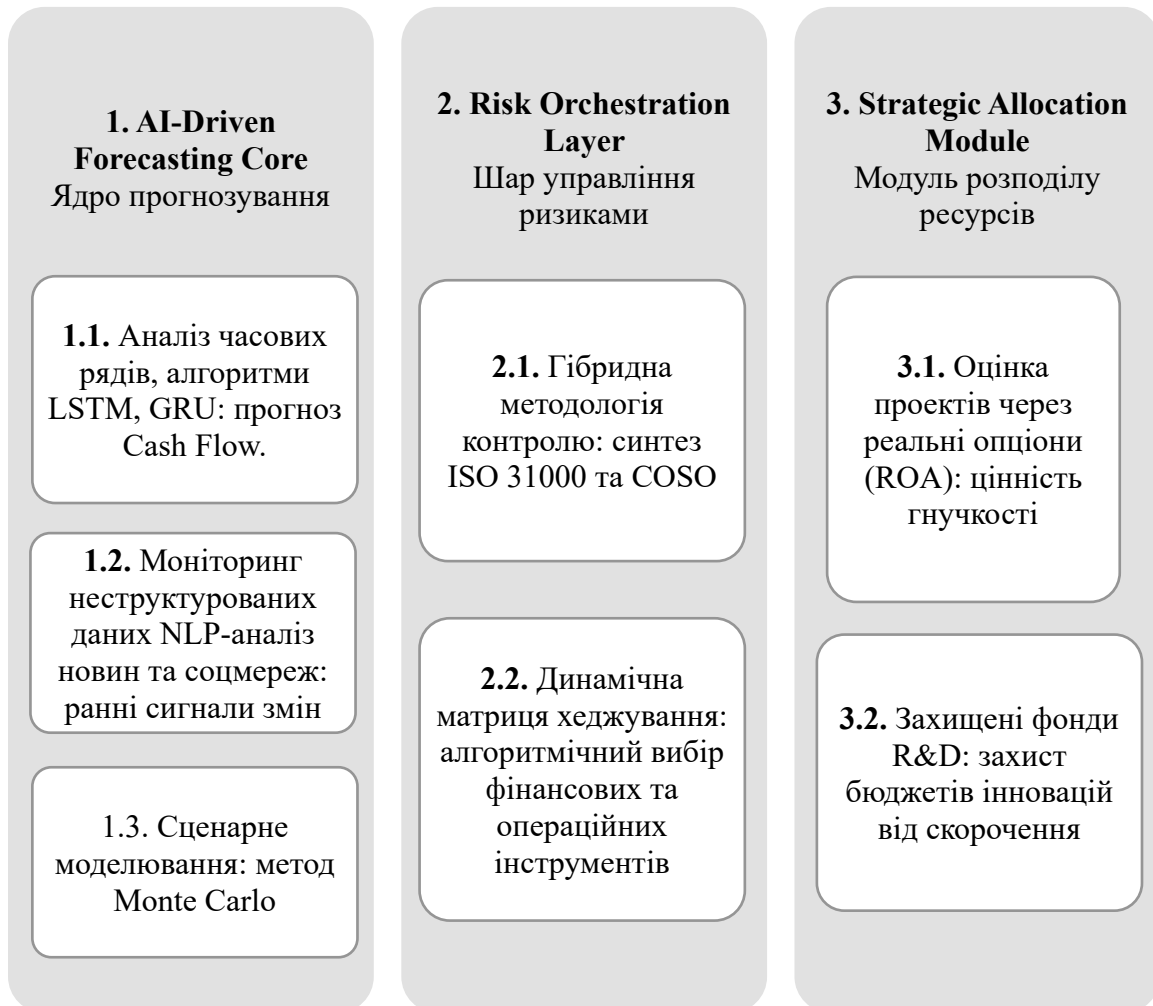 1. AI-Driven
Forecasting Core
Ядро прогнозування
1.1. Аналіз часових
рядів, алгоритми
LSTM, GRU: прогноз
Cash Flow.
1.2. Моніторинг
неструктурованих
даних NLP-аналіз
новин та соцмереж:
ранні сигнали змін
1.3. Сценарне
моделювання: метод
Monte Carlo
2. Risk Orchestration
Layer
Шар управління
ризиками
2.1. Гібридна
методологія
контролю: синтез
ISO 31000 та COSO
2.2. Динамічна
матриця хеджування:
алгоритмічний вибір
фінансових та
операційних
інструментів
3. Strategic Allocation
Module
Модуль розподілу
ресурсів
3.1. Оцінка
проектів через
реальні опціони
(ROA): цінність
гнучкості
3.2. Захищені фонди
R&D: захист
бюджетів інновацій
від скорочення